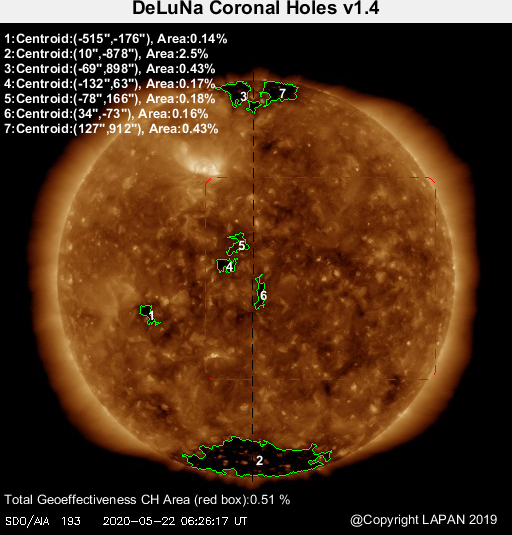 DeLuNa Coronal Holes v1.4
1:Centroid:(-515",-176"), Area:0.14%
2:Centroid:(10",-878"), Area:2.5%
3:Centroid:(-69",898"), Area:0.43%
4:Centroid:(-132",63"), Area:0.17%
5:Centroid:(-78",166"), Area:0.18%
6:Centroid:(34",-73"), Area:0.16%
7:Centroid:(127",912"), Area:0.43%
3
7
5
4
6
1
2
Total Geoeffectiveness CH Area (red box):0.51 %
SDO/AIA 193 2020-05-22 06:26:17 UT
@Copyright LAPAN 2019